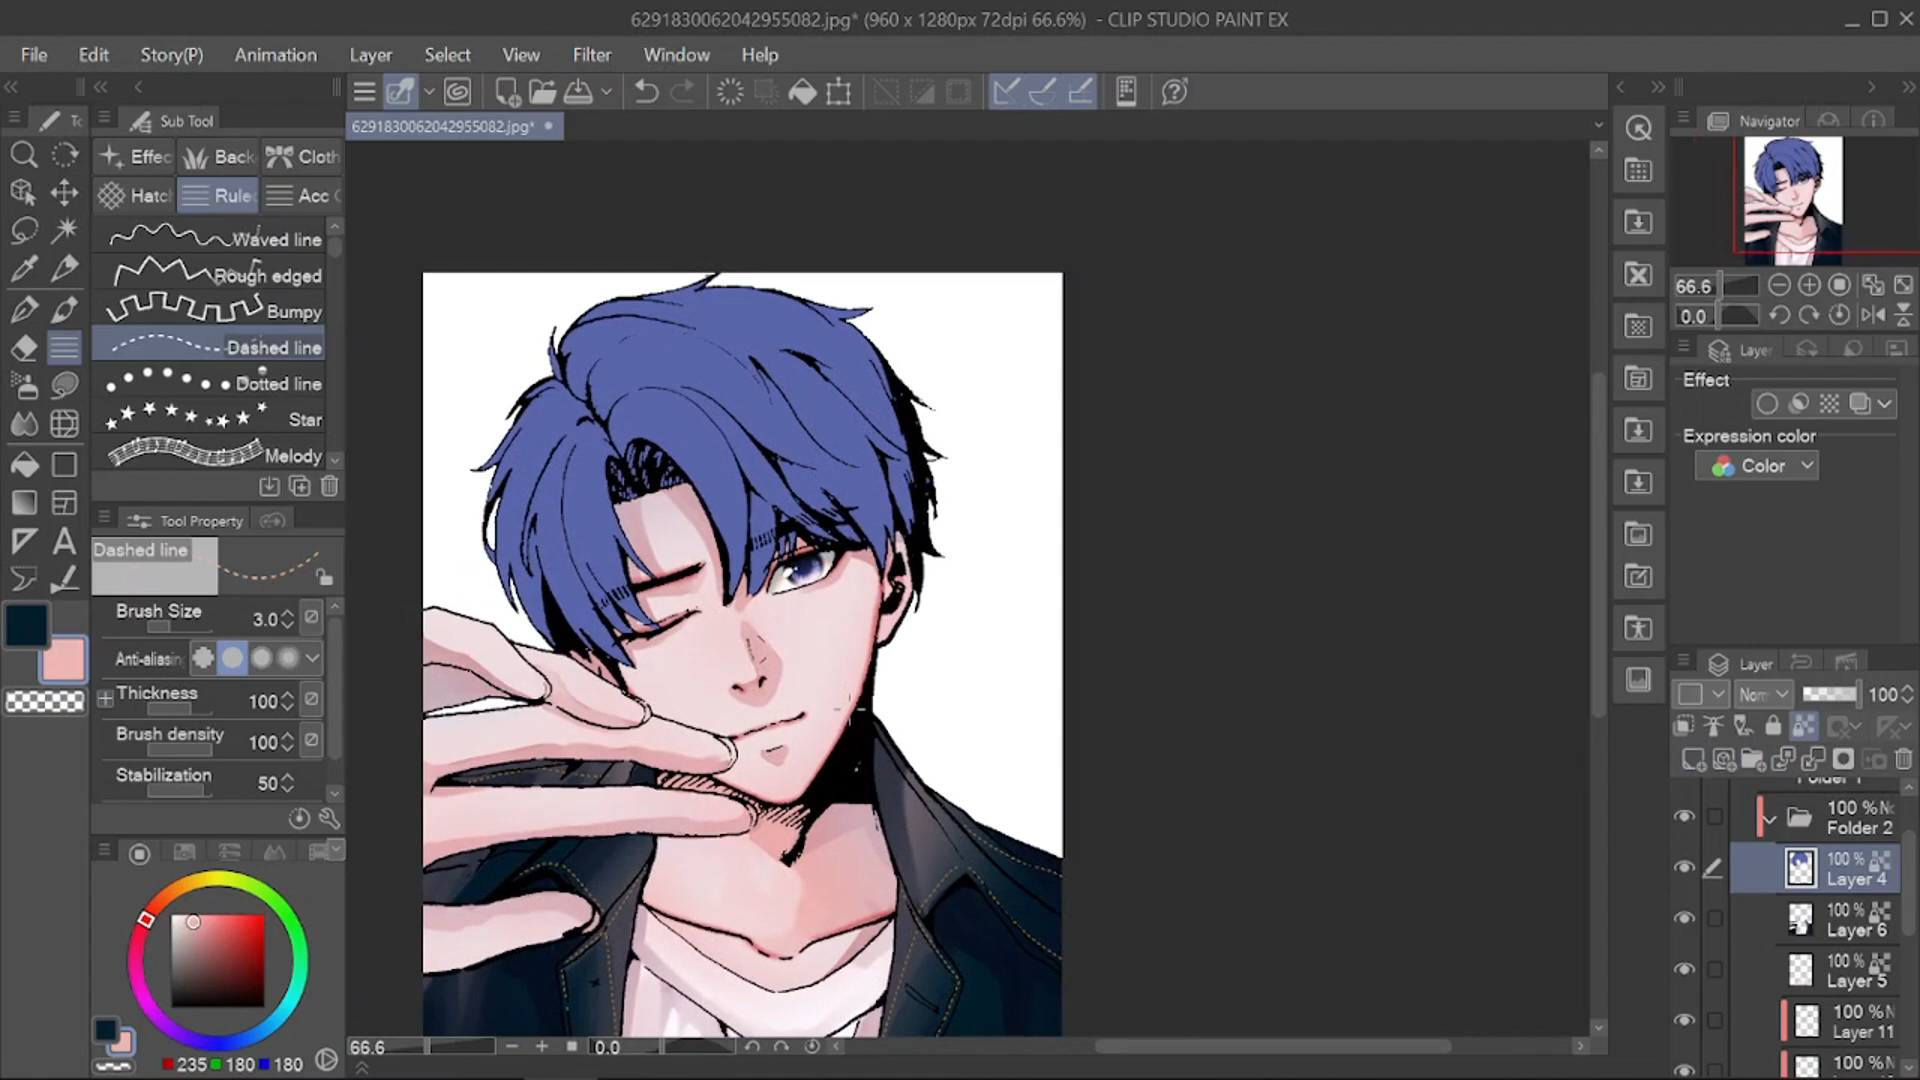 6291830062042955082.jpg* (960 x 1280px 72dpi 66.6%) - CLIP STUDIO PAINT EX
File Edit Story(P) Animation Layer Select View Filter Window Help
6291830062042955082.jpg*
Sub Tool
Effec Back Cloth
Hatch Rule Acc
Waved line
Rough edged
Bumpy
Dashed line
Dotted line
Star
Melody
Tool Property
Dashed line
Brush Size 3.0
Anti-aliasing
Thickness 100
Brush density 100
Stabilization 50
235 180 180
66.6 0.0
Navigator
66.6
0.0
Layer
Effect
Expression color
Color
Layer
Norm 100
Folder 1
100 %
Folder 2
100 %
Layer 4
100 %
Layer 6
100 %
Layer 5
100 %
Layer 11
100 %